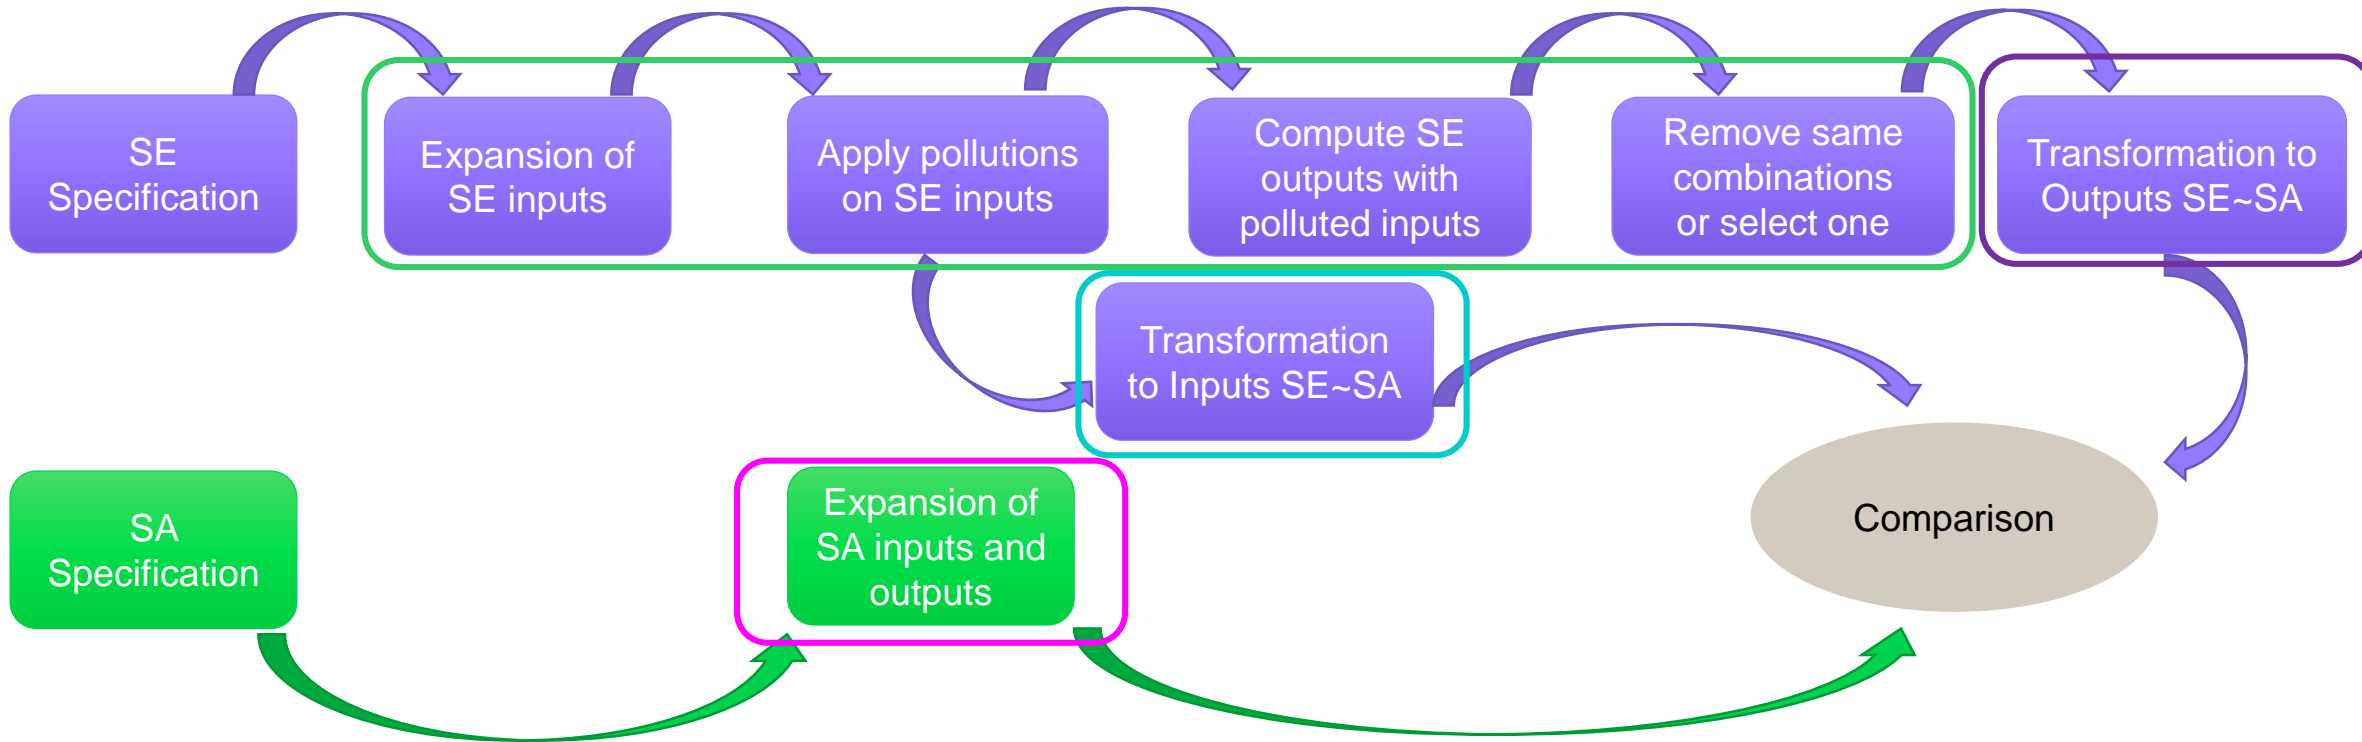 SE
Specification
Expansion of
SE inputs
Apply pollutions
on SE inputs
Compute SE
outputs with
polluted inputs
Remove same
combinations
or select one
Transformation to
Outputs SE~SA
Transformation
to Inputs SE~SA
SA
Specification
Expansion of
SA inputs and
outputs
Comparison